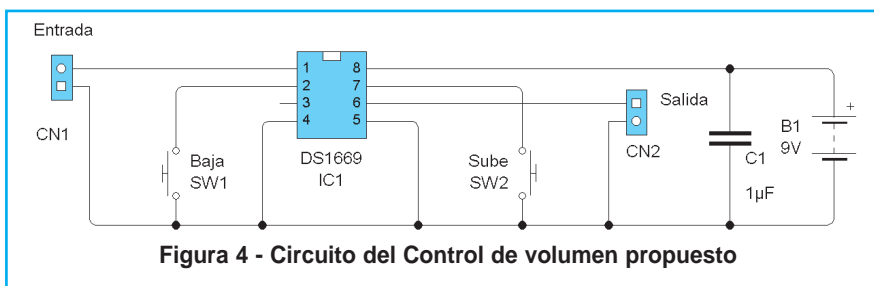 Entrada
CN1
1 8
2 7
3 6
4 5
DS1669
IC1
Baja
SW1
Sube
SW2
Salida
CN2
C1
1µF
B1
9V
+
Figura 4 - Circuito del Control de volumen propuesto